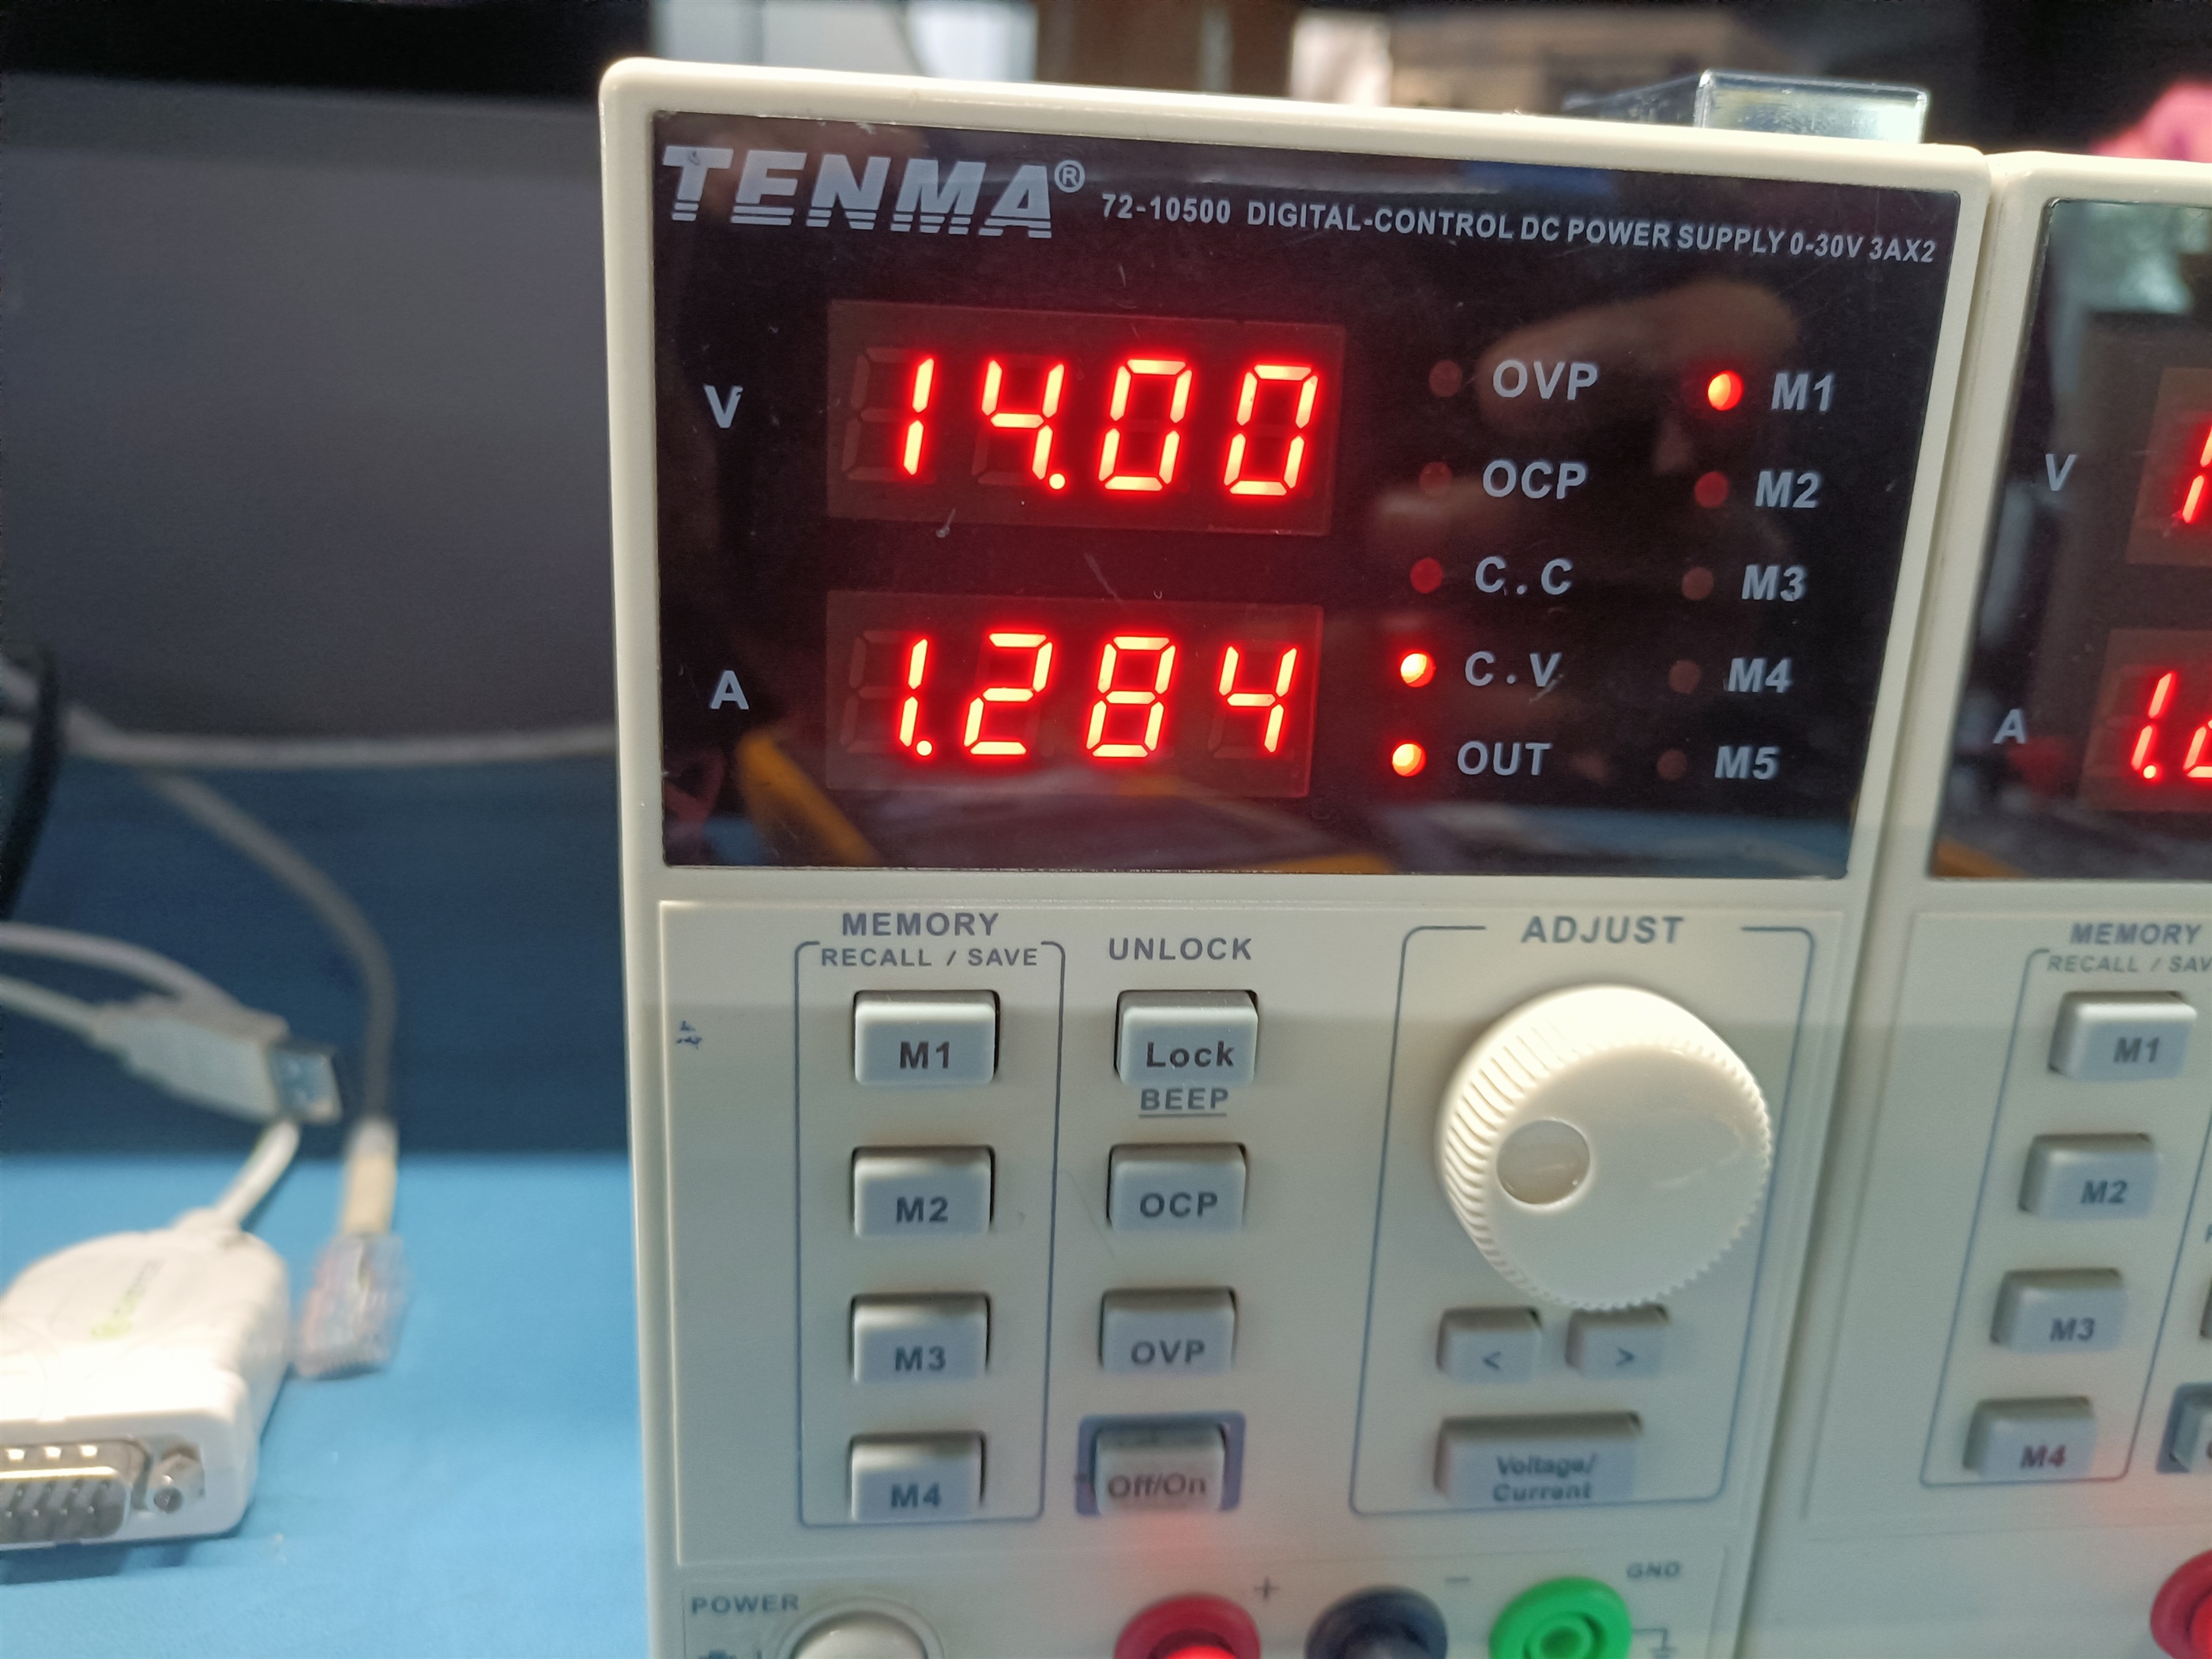 TENMA® 72-10500 DIGITAL-CONTROL DC POWER SUPPLY 0-30V 3AX2
V 14.00
A 1.284
OVP M1
OCP M2
C.C M3
C.V M4
OUT M5
MEMORY
RECALL / SAVE
M1
M2
M3
M4
UNLOCK
Lock
BEEP
OCP
OVP
Off/On
ADJUST
< >
Voltage/
Current
POWER
+ −
GND
V
A
MEMORY
RECALL /
M1
M2
M3
M4